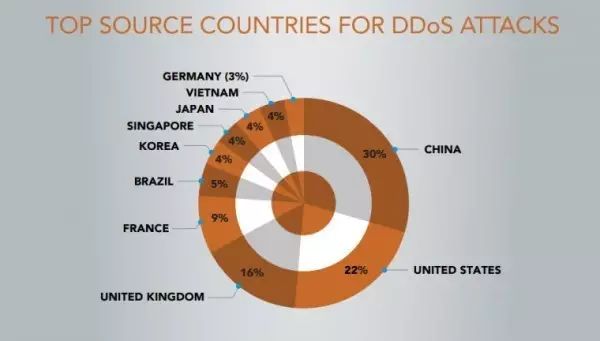 TOP SOURCE COUNTRIES FOR DDoS ATTACKS
GERMANY (3%)
VIETNAM
4%
JAPAN
4%
SINGAPORE
4%
KOREA
4%
BRAZIL
5%
FRANCE
9%
UNITED KINGDOM
16%
CHINA
30%
UNITED STATES
22%